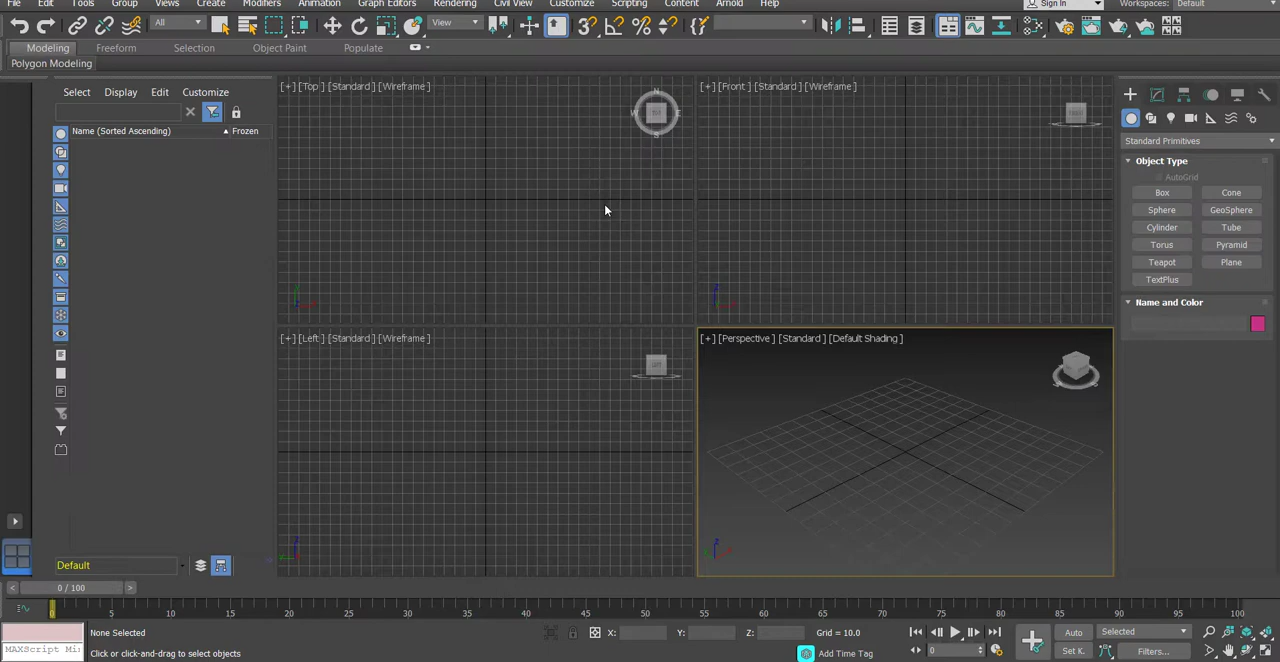 File Edit Tools Group Views Create Modifiers Animation Graph Editors Rendering Civil View Customize Scripting Content Arnold Help Sign In Workspaces: Default
All View
Modeling Freeform Selection Object Paint Populate
Polygon Modeling
Select Display Edit Customize
Name (Sorted Ascending) Frozen
Default
[+] [Top ] [Standard ] [Wireframe ]
N
W E
S
[+] [Front ] [Standard ] [Wireframe ]
[+] [Left ] [Standard ] [Wireframe ]
[+] [Perspective ] [Standard ] [Default Shading ]
Standard Primitives
Object Type
AutoGrid
Box Cone
Sphere GeoSphere
Cylinder Tube
Torus Pyramid
Teapot Plane
TextPlus
Name and Color
0 / 100
0 5 10 15 20 25 30 35 40 45 50 55 60 65 70 75 80 85 90 95 100
None Selected X: Y: Z: Grid = 10.0 Auto Selected
MAXScript Mi: Click or click-and-drag to select objects Add Time Tag 0 Set K. Filters...